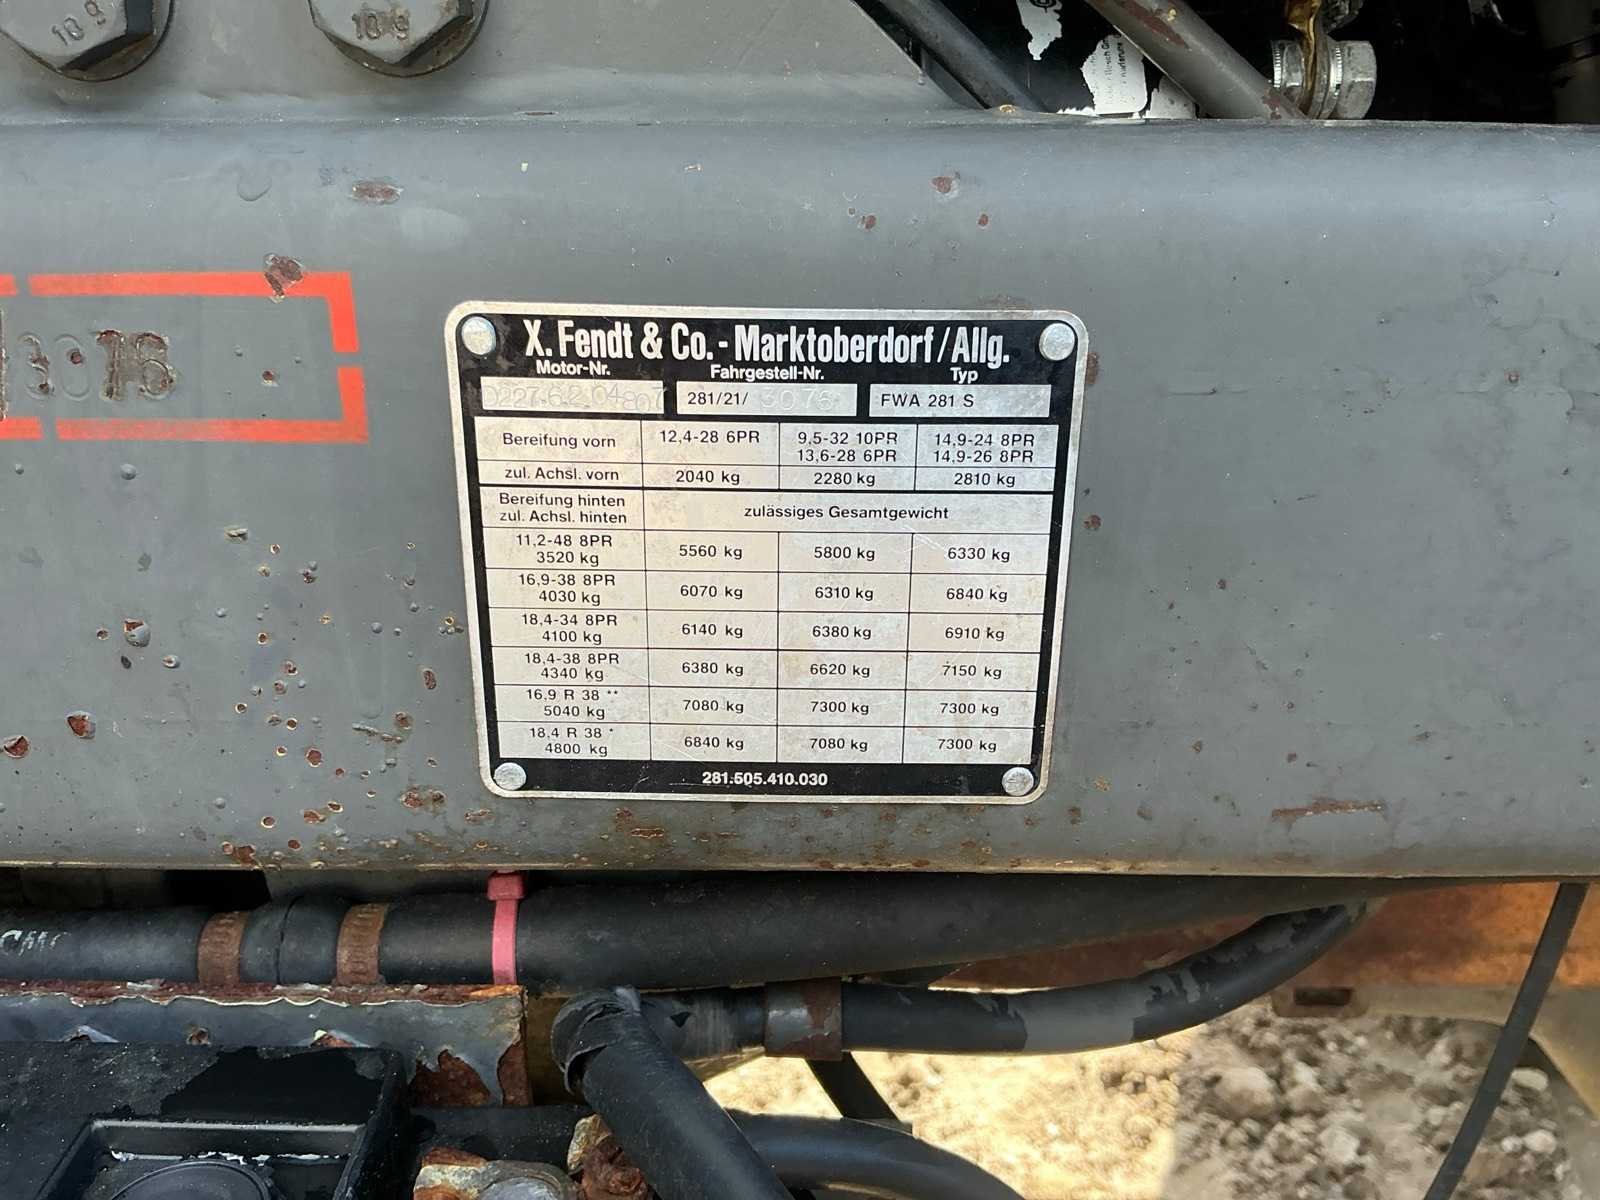 10.9
10.9
3076
X. Fendt & Co. - Marktoberdorf/Allg.
Motor-Nr. Fahrgestell-Nr. Typ
281/21/ 3076 FWA 281 S
Bereifung vorn 12,4-28 6PR 9,5-32 10PR 14,9-24 8PR
13,6-28 6PR 14,9-26 8PR
zul. Achsl. vorn 2040 kg 2280 kg 2810 kg
Bereifung hinten
zul. Achsl. hinten zulässiges Gesamtgewicht
11,2-48 8PR
3520 kg 5560 kg 5800 kg 6330 kg
16,9-38 8PR
4030 kg 6070 kg 6310 kg 6840 kg
18,4-34 8PR
4100 kg 6140 kg 6380 kg 6910 kg
18,4-38 8PR
4340 kg 6380 kg 6620 kg 7150 kg
16,9 R 38 **
5040 kg 7080 kg 7300 kg 7300 kg
18,4 R 38 *
4800 kg 6840 kg 7080 kg 7300 kg
281.505.410.030